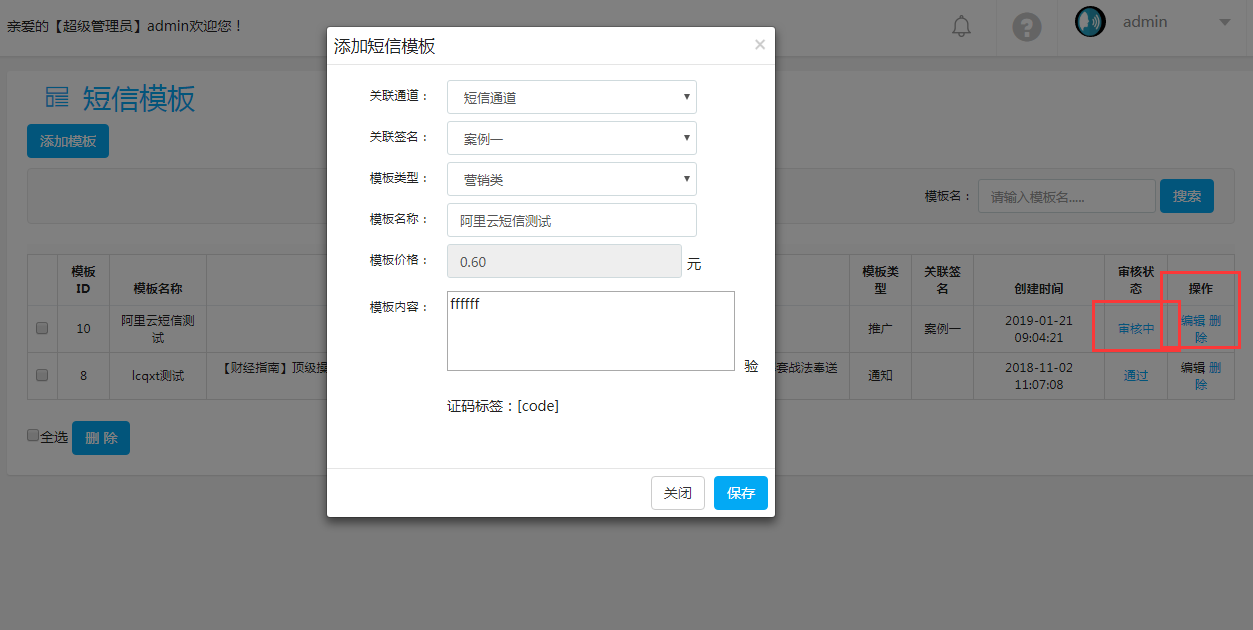 亲爱的【超级管理员】admin欢迎您！
admin
短信模板
添加模板
模板名：
请输入模板名.....
搜索
模板ID
模板名称
模板类型
关联签名
创建时间
审核状态
操作
10
阿里云短信测试
推广
案例一
2019-01-21 09:04:21
审核中
编辑 删除
8
lcqxt测试
【财经指南】顶级操
套战法奉送
通知
2018-11-02 11:07:08
通过
编辑 删除
全选
删 除
添加短信模板
×
关联通道：
短信通道
关联签名：
案例一
模板类型：
营销类
模板名称：
阿里云短信测试
模板价格：
0.60
元
模板内容：
ffffff
验
证码标签：[code]
关闭
保存